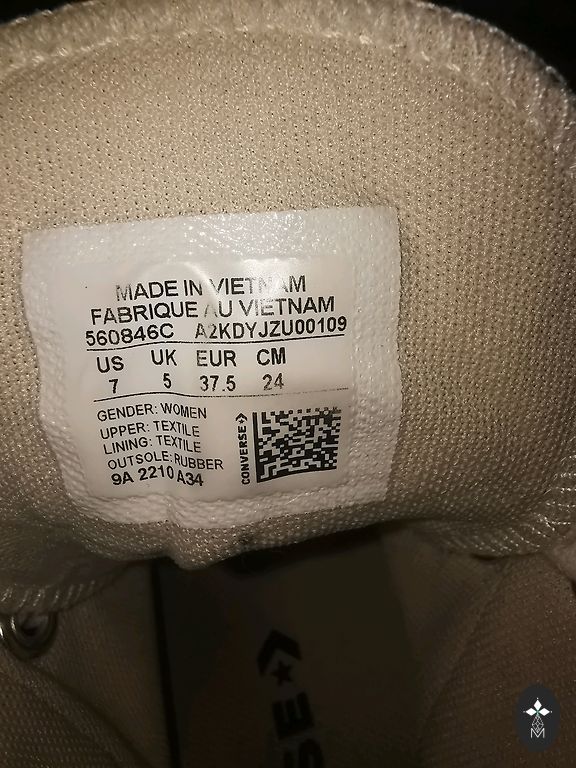 MADE IN VIETNAM
FABRIQUE AU VIETNAM
560846C A2KDYJZU00109
US UK EUR CM
7 5 37.5 24
GENDER: WOMEN
UPPER: TEXTILE
LINING: TEXTILE
OUTSOLE: RUBBER
9A 2210 A34
CONVERSE
SE
M